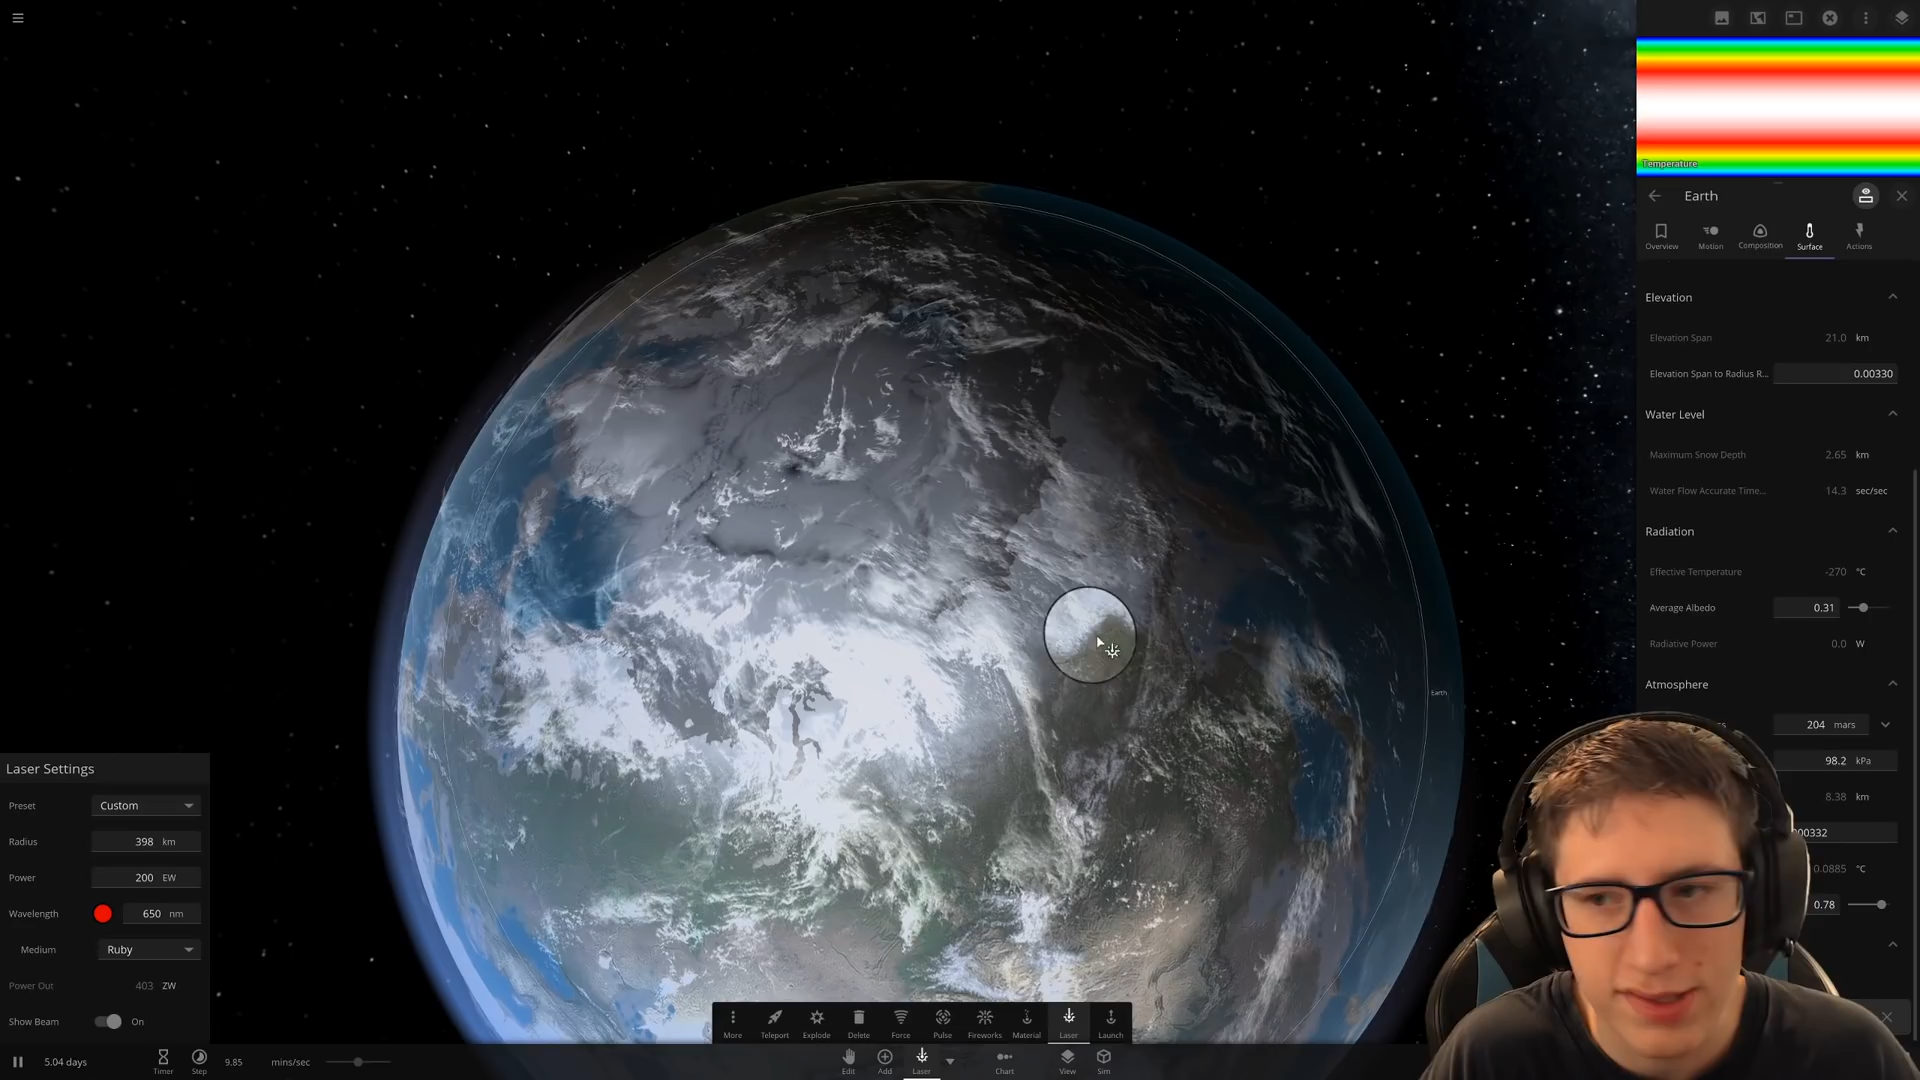 Temperature
Earth
Overview
Motion
Composition
Surface
Actions
Elevation
Elevation Span 21.0 km
Elevation Span to Radius R... 0.00330
Water Level
Maximum Snow Depth 2.65 km
Water Flow Accurate Time... 14.3 sec/sec
Radiation
Effective Temperature -270 °C
Average Albedo 0.31
Radiative Power 0.0 W
Atmosphere
204 mars
98.2 kPa
8.38 km
00332
0.0885 °C
0.78
Earth
Laser Settings
Preset Custom
Radius 398 km
Power 200 EW
Wavelength 650 nm
Medium Ruby
Power Out 403 ZW
Show Beam On
More Teleport Explode Delete Force Pulse Fireworks Material Laser Launch
5.04 days Timer Step 9.85 mins/sec
Edit Add Laser Chart View Sim